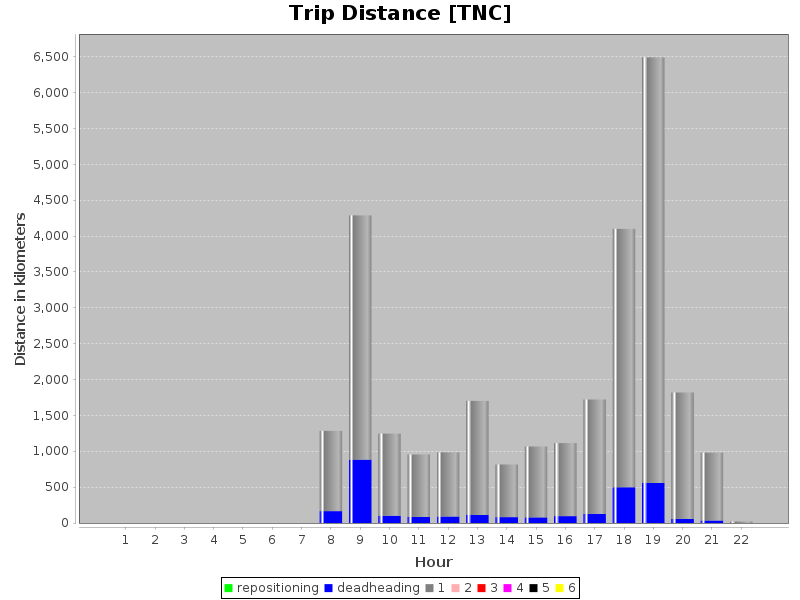 Trip Distance [TNC]
Distance in kilometers
6,500
6,000
5,500
5,000
4,500
4,000
3,500
3,000
2,500
2,000
1,500
1,000
500
0
1 2 3 4 5 6 7 8 9 10 11 12 13 14 15 16 17 18 19 20 21 22
Hour
repositioning deadheading 1 2 3 4 5 6